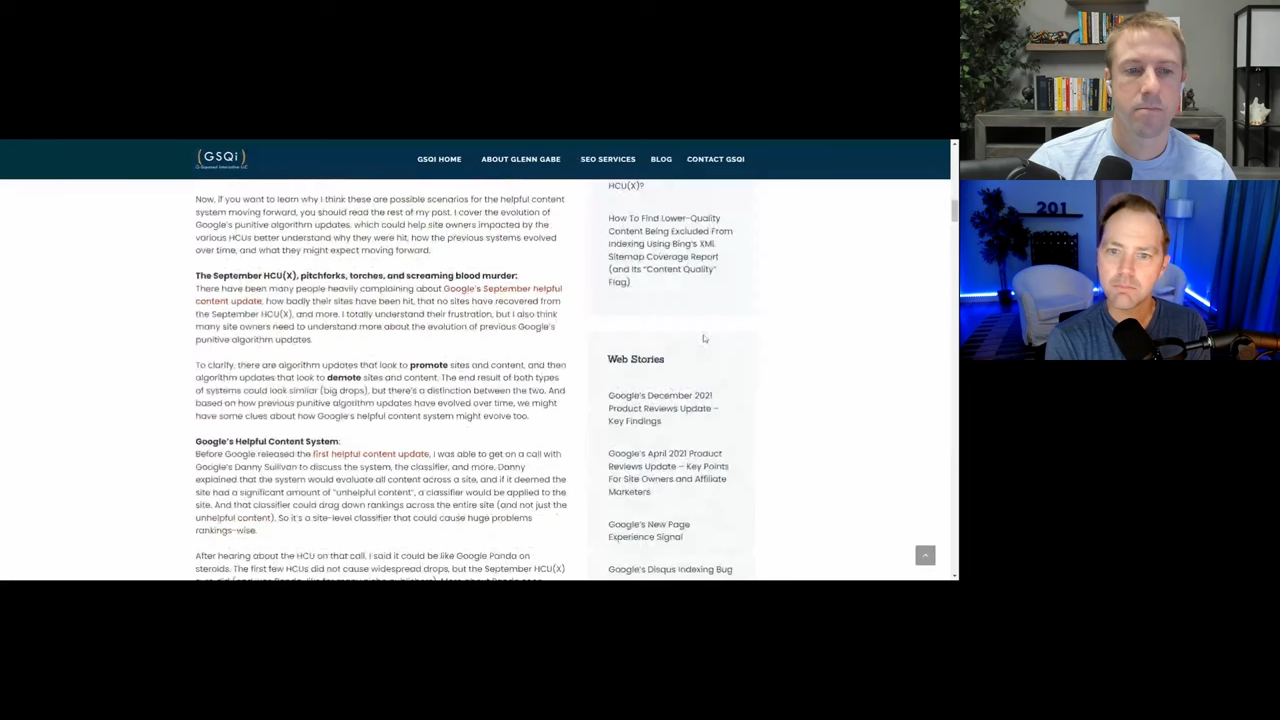 (GSQi)
GSQI HOME
ABOUT GLENN GABE
SEO SERVICES
BLOG
CONTACT GSQI
Now, if you want to learn why I think these are possible scenarios for the helpful content
system moving forward, you should read the rest of my post. I cover the evolution of
Google's punitive algorithm updates, which could help site owners impacted by the
various HCUs better understand why they were hit, how the previous systems evolved
over time, and what they might expect moving forward.
The September HCU(X), pitchforks, torches, and screaming blood murder:
There have been many people heavily complaining about Google's September helpful
content update, how badly their sites have been hit, that no sites have recovered from
the September HCU(X), and more. I totally understand their frustration, but I also think
many site owners need to understand more about the evolution of previous Google's
punitive algorithm updates.
To clarify, there are algorithm updates that look to promote sites and content, and then
algorithm updates that look to demote sites and content. The end result of both types
of systems could look similar (big drops), but there's a distinction between the two. And
based on how previous punitive algorithm updates have evolved over time, we might
have some clues about how Google's helpful content system might evolve too.
Google's Helpful Content System:
Before Google released the first helpful content update, I was able to get on a call with
Google's Danny Sullivan to discuss the system, the classifier, and more. Danny
explained that the system would evaluate all content across a site, and if it deemed the
site had a significant amount of "unhelpful content", a classifier would be applied to the
site. And that classifier could drag down rankings across the entire site (and not just the
unhelpful content). So it's a site-level classifier that could cause huge problems
rankings-wise.
After hearing about the HCU on that call, I said it could be like Google Panda on
steroids. The first few HCUs did not cause widespread drops, but the September HCU(X)
HCU(X)?
How To Find Lower-Quality
Content Being Excluded From
Indexing Using Bing's XML
Sitemap Coverage Report
(and Its "Content Quality"
Flag)
Web Stories
Google's December 2021
Product Reviews Update –
Key Findings
Google's April 2021 Product
Reviews Update – Key Points
For Site Owners and Affiliate
Marketers
Google's New Page
Experience Signal
Google's Disqus Indexing Bug
201